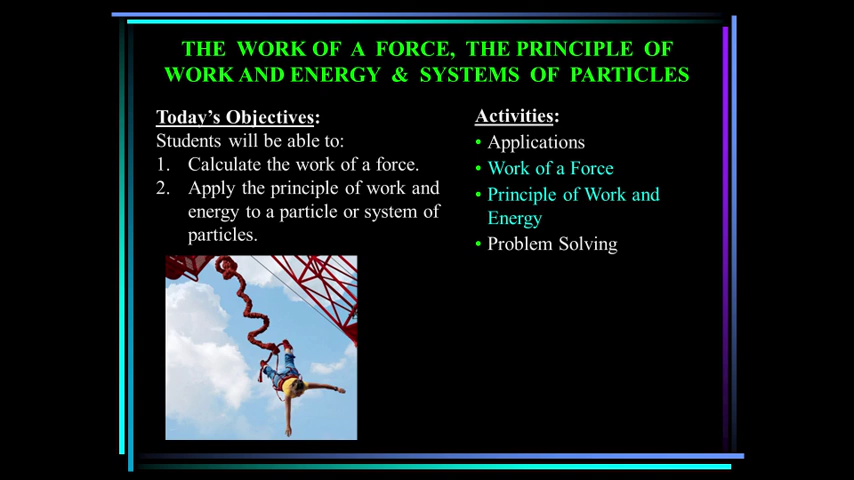 THE WORK OF A FORCE, THE PRINCIPLE OF
WORK AND ENERGY & SYSTEMS OF PARTICLES
Today’s Objectives:
Students will be able to:
1. Calculate the work of a force.
2. Apply the principle of work and
energy to a particle or system of
particles.
Activities:
• Applications
• Work of a Force
• Principle of Work and
Energy
• Problem Solving